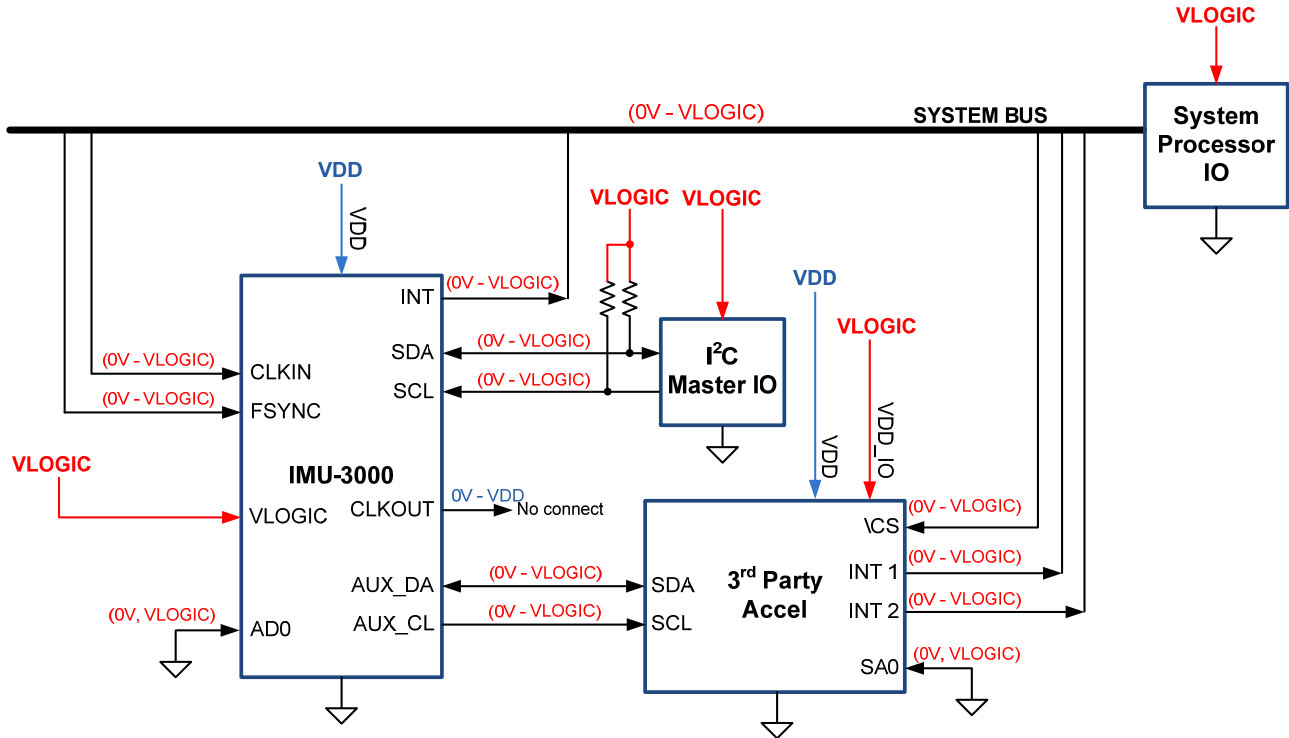 VLOGIC
(0V - VLOGIC)
SYSTEM BUS
System
Processor
IO
VDD
VDD
VLOGIC
VLOGIC
(0V - VLOGIC)
INT
VDD
VLOGIC
(0V - VLOGIC)
SDA
(0V - VLOGIC)
I²C
Master IO
(0V - VLOGIC)
CLKIN
SCL
(0V - VLOGIC)
(0V - VLOGIC)
FSYNC
VDD
VDD_IO
VLOGIC
IMU-3000
VLOGIC
CLKOUT
0V - VDD
No connect
\CS
(0V - VLOGIC)
INT 1
(0V - VLOGIC)
AUX_DA
(0V - VLOGIC)
SDA
3rd Party
Accel
INT 2
(0V - VLOGIC)
(0V, VLOGIC)
AD0
AUX_CL
(0V - VLOGIC)
SCL
SA0
(0V, VLOGIC)